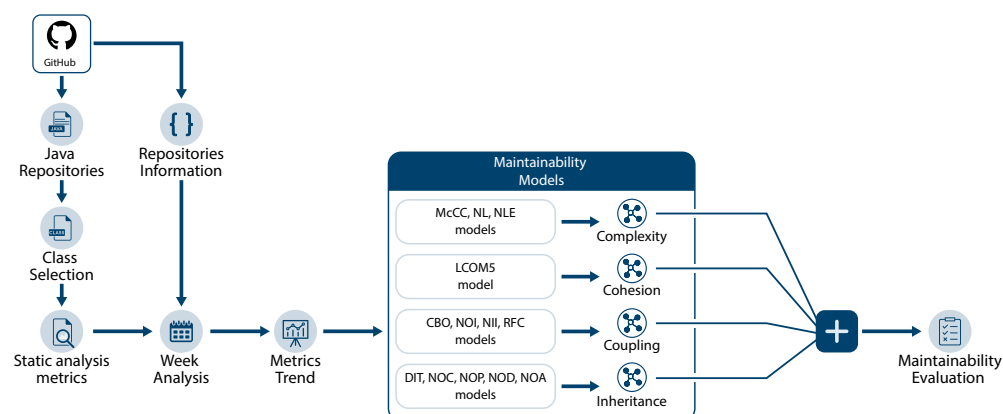 GitHub
JAVA
Java
Repositories
{ }
Repositories
Information
CLASS
Class
Selection
Static analysis
metrics
Week
Analysis
Metrics
Trend
Maintainability
Models
McCC, NL, NLE
models
Complexity
LCOM5
model
Cohesion
CBO, NOI, NII, RFC
models
Coupling
DIT, NOC, NOP, NOD, NOA
models
Inheritance
+
Maintainability
Evaluation